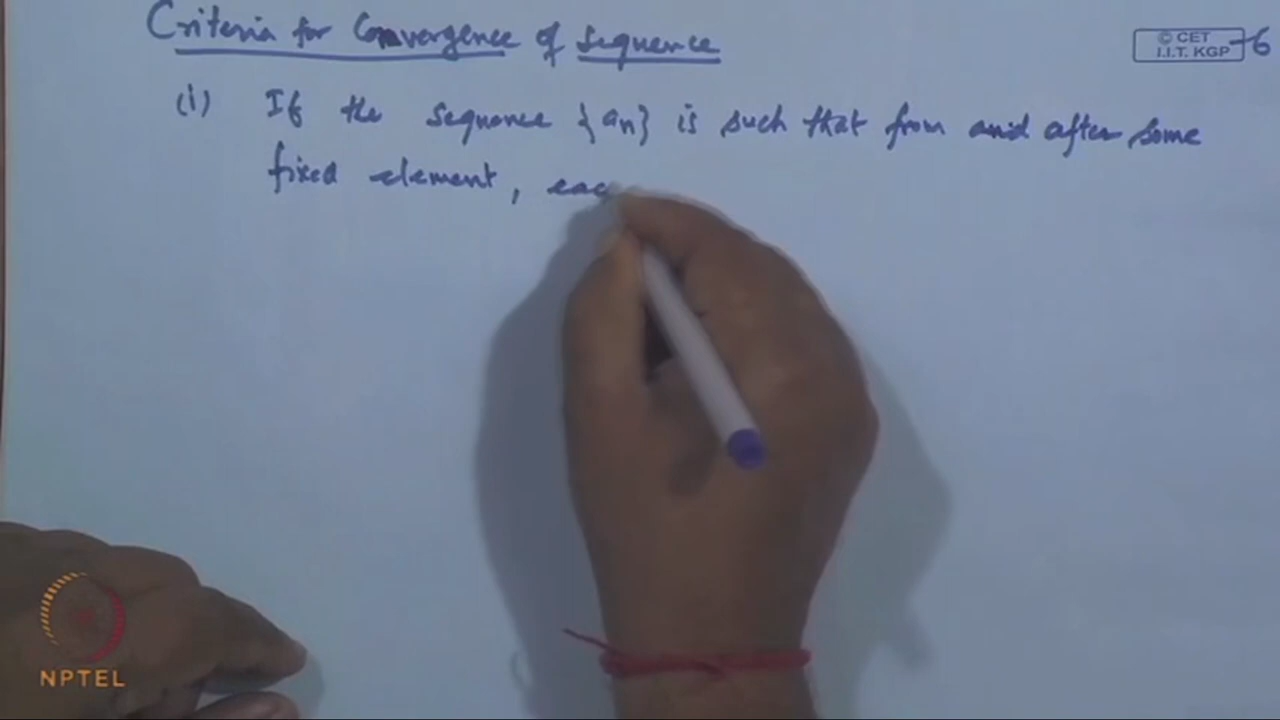 Criteria for Convergence of Sequence
© CET
I.I.T. KGP
-6
(i) If the sequence {an} is such that from and after some
fixed element, eac
NPTEL